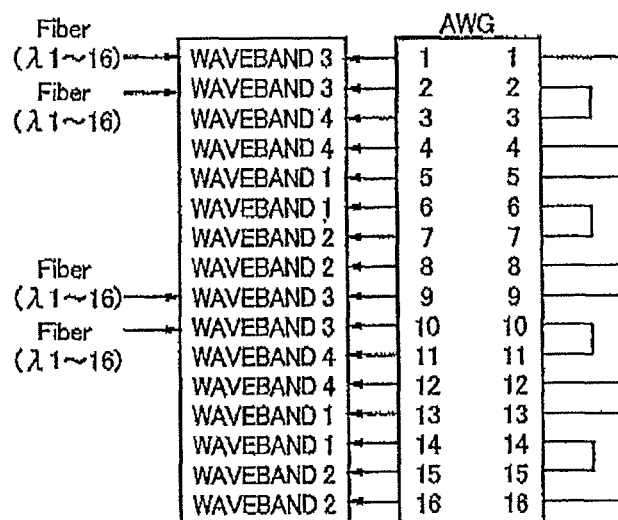 AWG
Fiber
(λ1~16)
WAVEBAND 3 1 1
Fiber
(λ1~16)
WAVEBAND 3 2 2
WAVEBAND 4 3 3
WAVEBAND 4 4 4
WAVEBAND 1 5 5
WAVEBAND 1 6 6
WAVEBAND 2 7 7
WAVEBAND 2 8 8
Fiber
(λ1~16)
WAVEBAND 3 9 9
Fiber
(λ1~16)
WAVEBAND 3 10 10
WAVEBAND 4 11 11
WAVEBAND 4 12 12
WAVEBAND 1 13 13
WAVEBAND 1 14 14
WAVEBAND 2 15 15
WAVEBAND 2 16 16